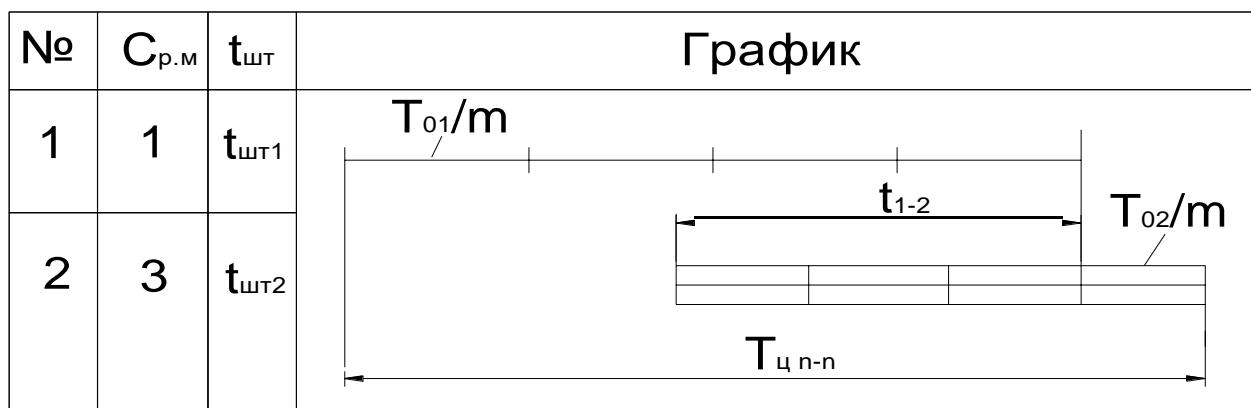 № Cр.м tшт График
1 1 tшт1 T01/m
t1-2
T02/m
2 3 tшт2
Tц n-n